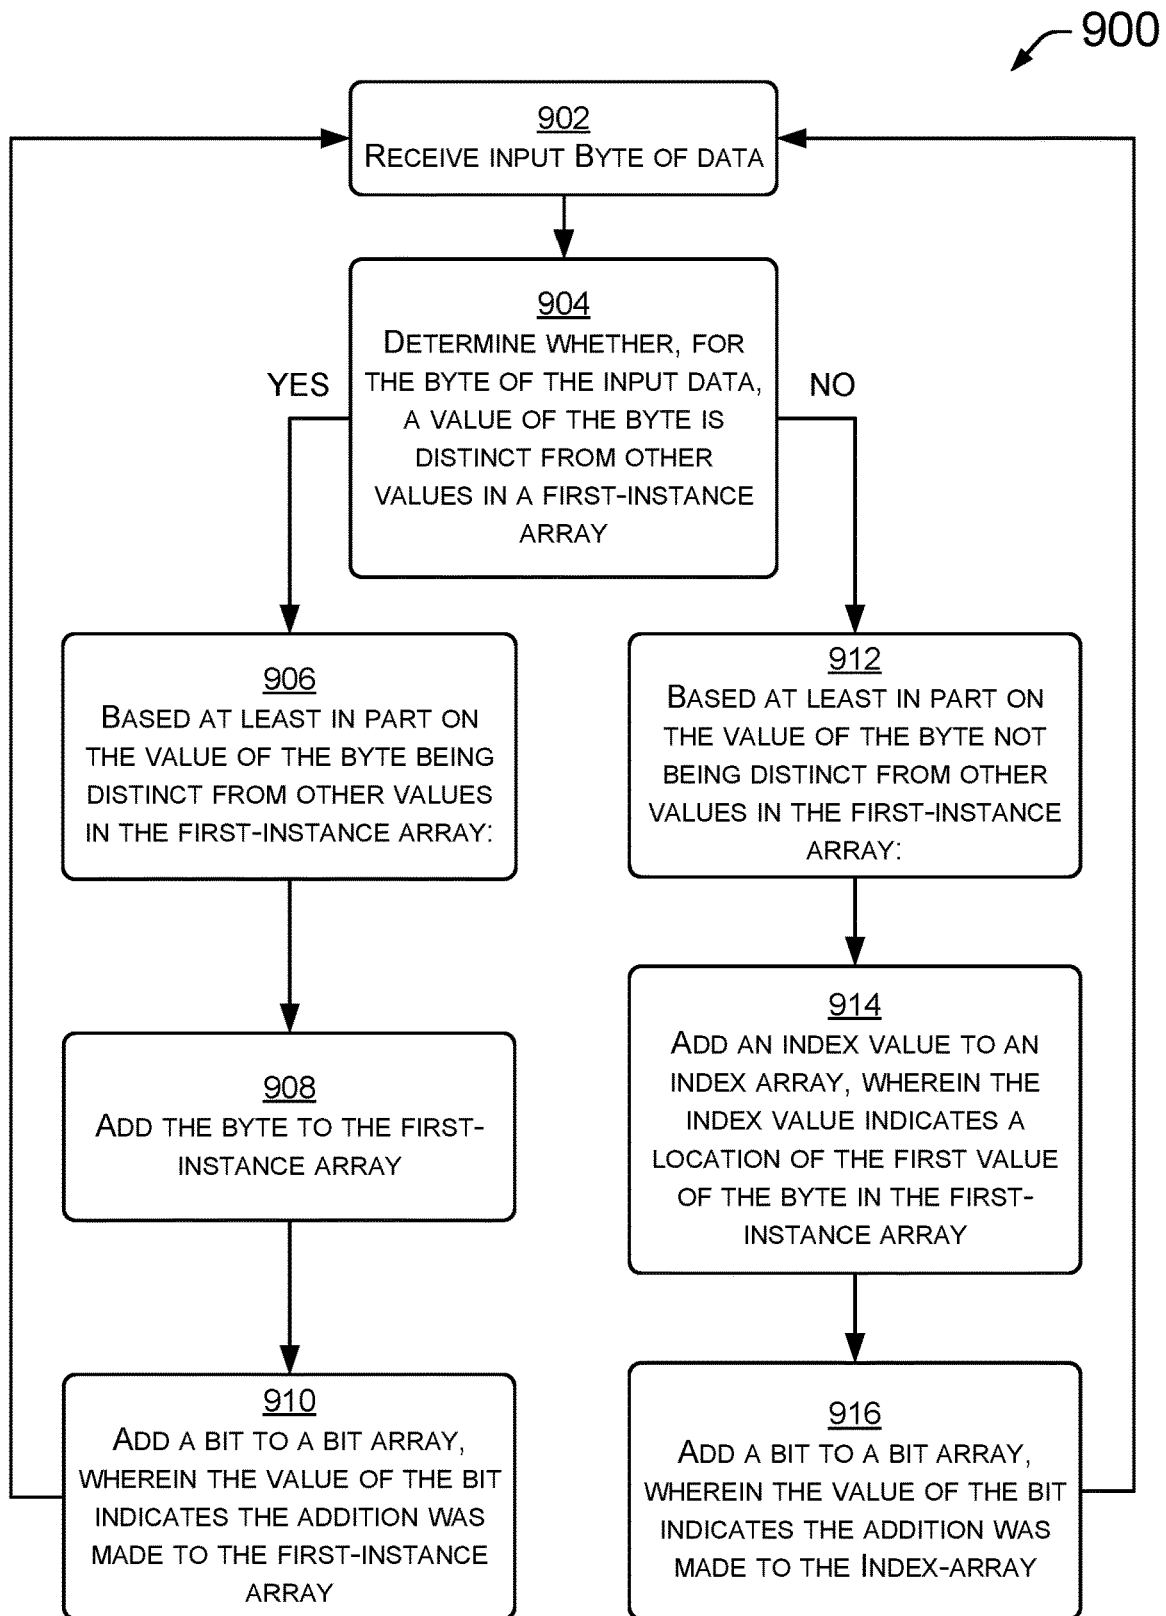 900
902
RECEIVE INPUT BYTE OF DATA
904
DETERMINE WHETHER, FOR
THE BYTE OF THE INPUT DATA,
A VALUE OF THE BYTE IS
DISTINCT FROM OTHER
VALUES IN A FIRST-INSTANCE
ARRAY
YES
NO
906
BASED AT LEAST IN PART ON
THE VALUE OF THE BYTE BEING
DISTINCT FROM OTHER VALUES
IN THE FIRST-INSTANCE ARRAY:
908
ADD THE BYTE TO THE FIRST-
INSTANCE ARRAY
910
ADD A BIT TO A BIT ARRAY,
WHEREIN THE VALUE OF THE BIT
INDICATES THE ADDITION WAS
MADE TO THE FIRST-INSTANCE
ARRAY
912
BASED AT LEAST IN PART ON
THE VALUE OF THE BYTE NOT
BEING DISTINCT FROM OTHER
VALUES IN THE FIRST-INSTANCE
ARRAY:
914
ADD AN INDEX VALUE TO AN
INDEX ARRAY, WHEREIN THE
INDEX VALUE INDICATES A
LOCATION OF THE FIRST VALUE
OF THE BYTE IN THE FIRST-
INSTANCE ARRAY
916
ADD A BIT TO A BIT ARRAY,
WHEREIN THE VALUE OF THE BIT
INDICATES THE ADDITION WAS
MADE TO THE INDEX-ARRAY